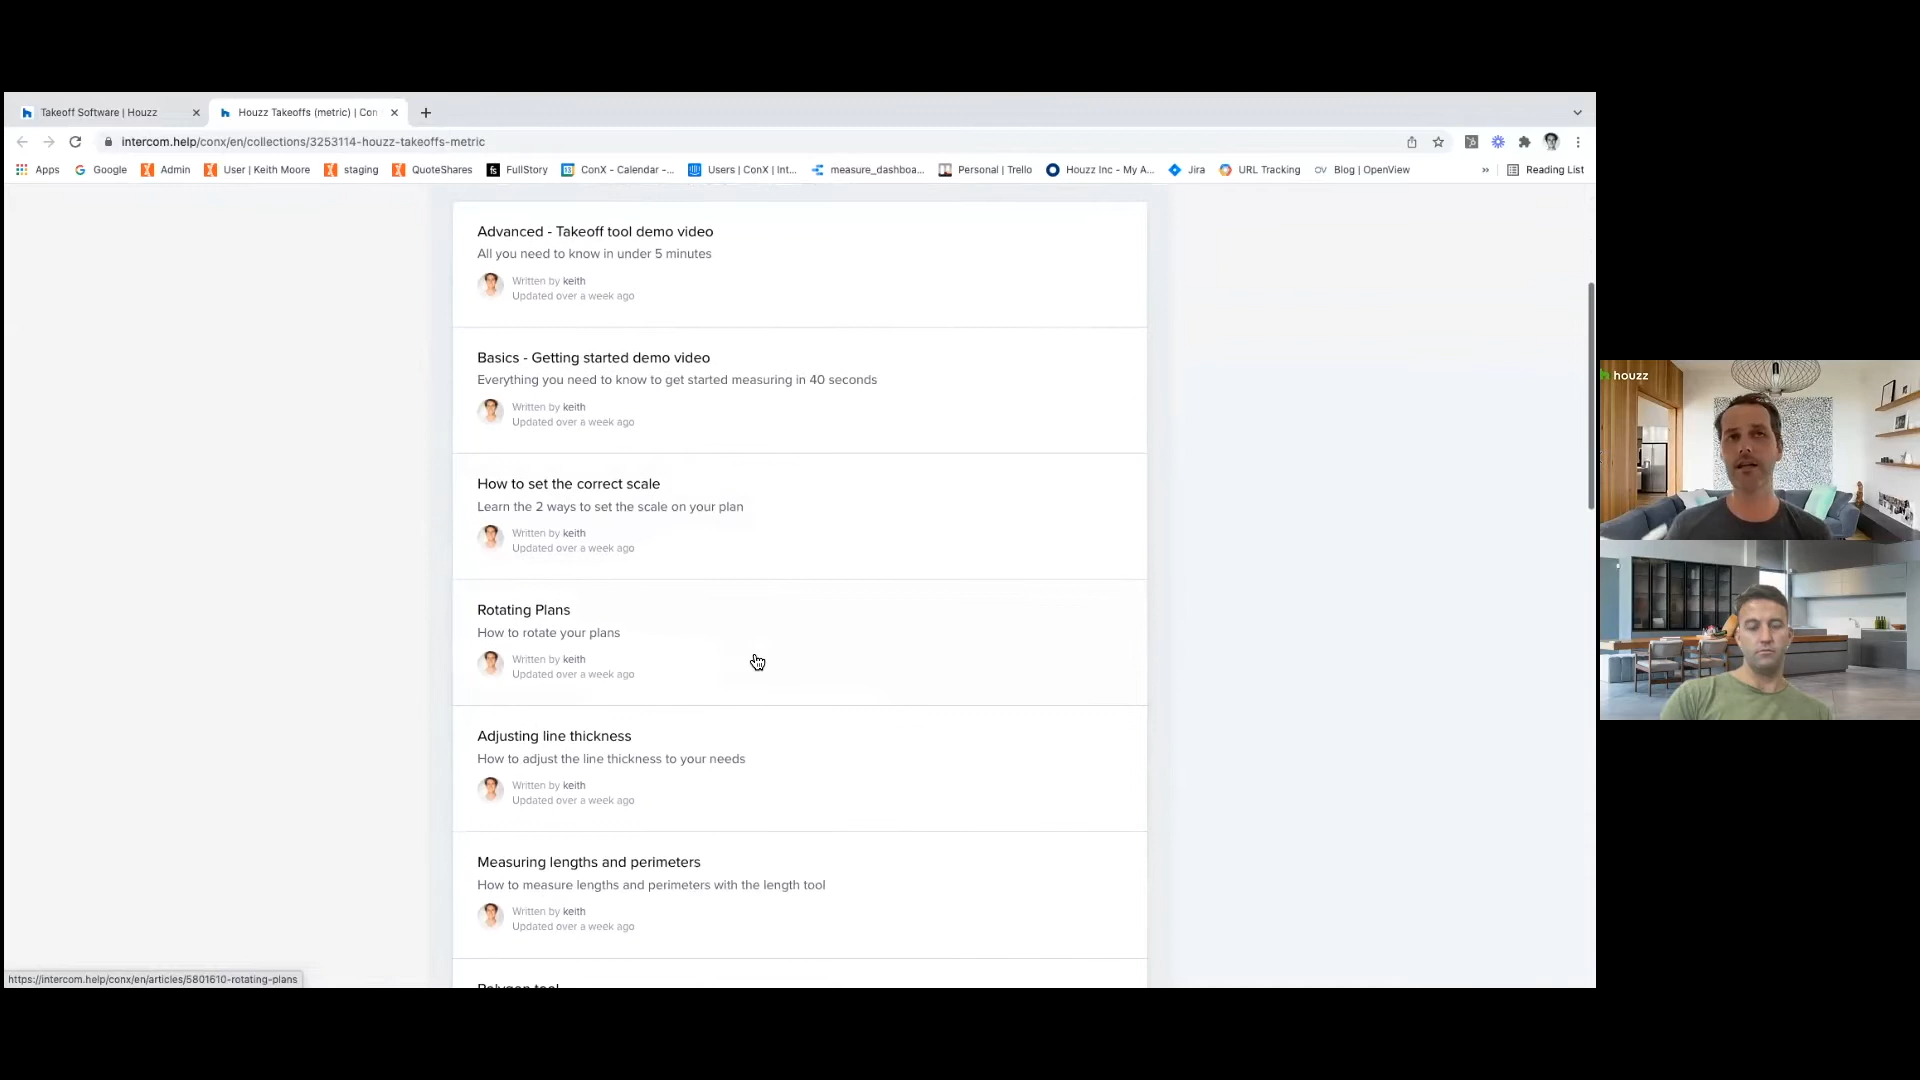 Takeoff Software | Houzz
Houzz Takeoffs (metric) | Con
intercom.help/conx/en/collections/3253114-houzz-takeoffs-metric
Apps
Google
Admin
User | Keith Moore
staging
QuoteShares
fs
FullStory
ConX - Calendar -...
Users | ConX | Int...
measure_dashboa...
Personal | Trello
Houzz Inc - My A...
Jira
URL Tracking
OV
Blog | OpenView
»
Reading List
Advanced - Takeoff tool demo video
All you need to know in under 5 minutes
Written by keith
Updated over a week ago
Basics - Getting started demo video
Everything you need to know to get started measuring in 40 seconds
Written by keith
Updated over a week ago
houzz
How to set the correct scale
Learn the 2 ways to set the scale on your plan
Written by keith
Updated over a week ago
Rotating Plans
How to rotate your plans
Written by keith
Updated over a week ago
Adjusting line thickness
How to adjust the line thickness to your needs
Written by keith
Updated over a week ago
Measuring lengths and perimeters
How to measure lengths and perimeters with the length tool
Written by keith
Updated over a week ago
Polygon tool
https://intercom.help/conx/en/articles/5801610-rotating-plans